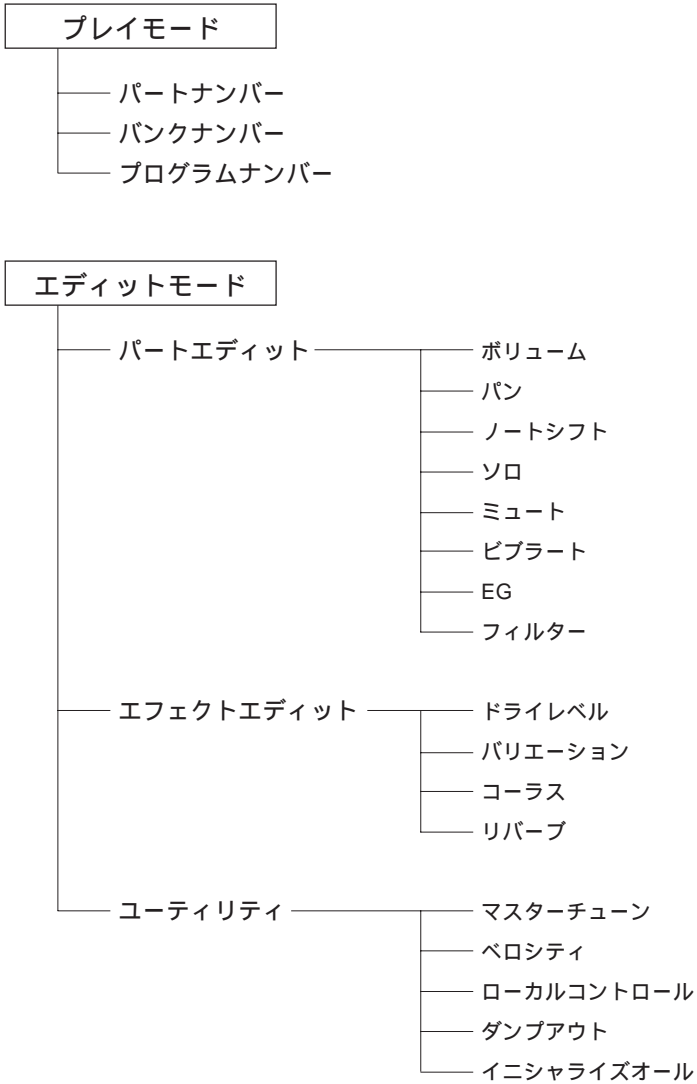 プレイモード
パートナンバー
バンクナンバー
プログラムナンバー
エディットモード
パートエディット
ボリューム
パン
ノートシフト
ソロ
ミュート
ビブラート
EG
フィルター
エフェクトエディット
ドライレベル
バリエーション
コーラス
リバーブ
ユーティリティ
マスターチューン
ベロシティ
ローカルコントロール
ダンプアウト
イニシャライズオール